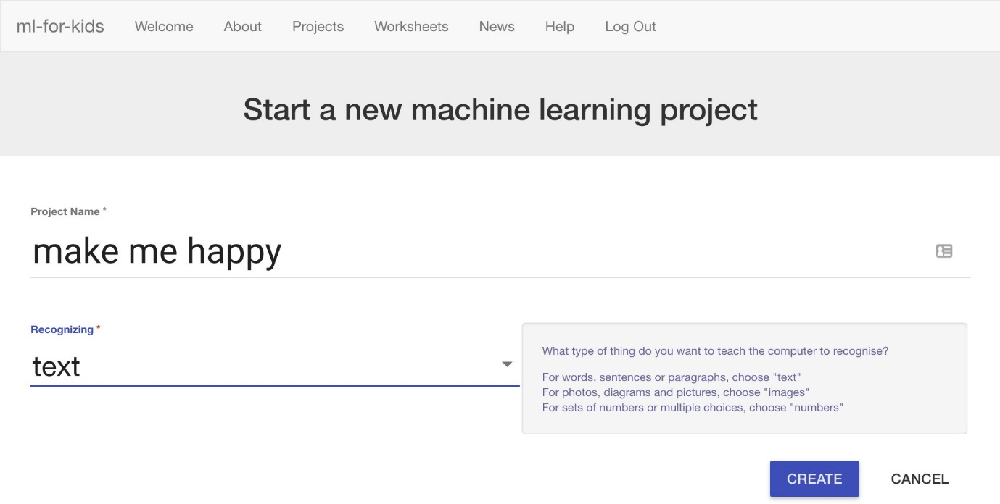 ml-for-kids Welcome About Projects Worksheets News Help Log Out
Start a new machine learning project
Project Name *
make me happy
Recognizing *
text
What type of thing do you want to teach the computer to recognise?
For words, sentences or paragraphs, choose "text"
For photos, diagrams and pictures, choose "images"
For sets of numbers or multiple choices, choose "numbers"
CREATE CANCEL